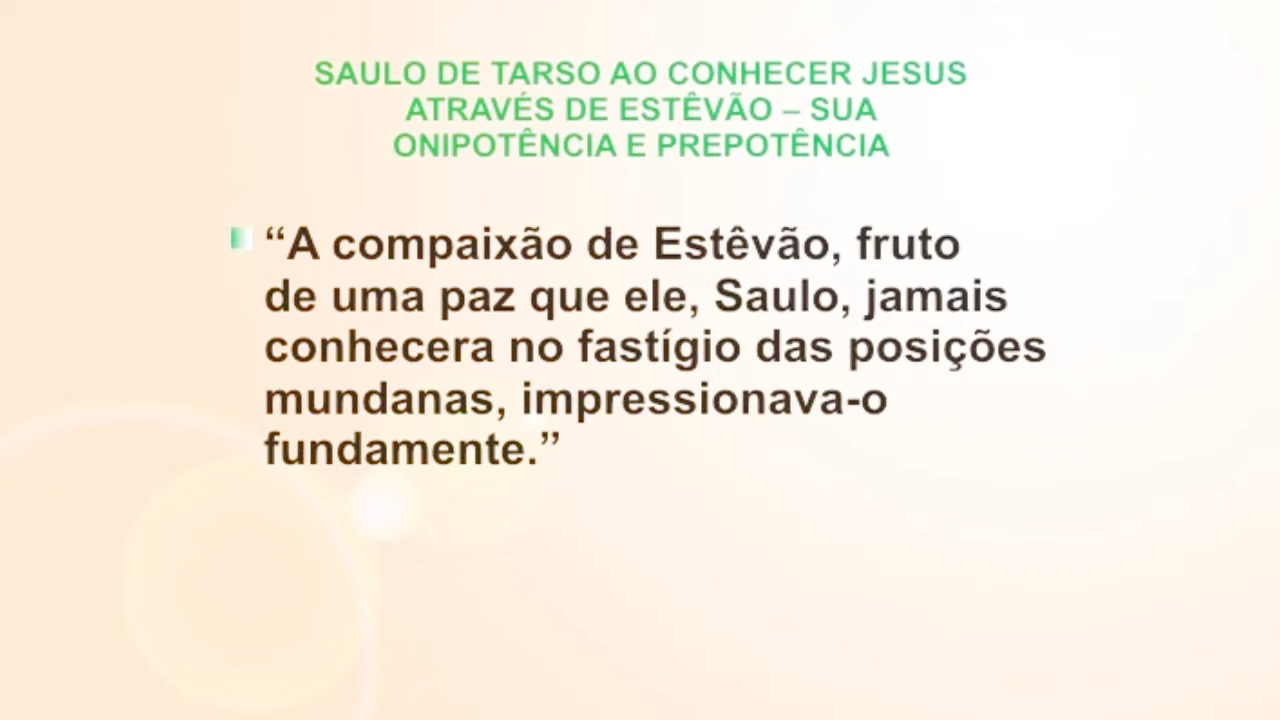 SAULO DE TARSO AO CONHECER JESUS
ATRAVÉS DE ESTÊVÃO – SUA
ONIPOTÊNCIA E PREPOTÊNCIA
“A compaixão de Estêvão, fruto
de uma paz que ele, Saulo, jamais
conhecera no fastígio das posições
mundanas, impressionava-o
fundamente.”